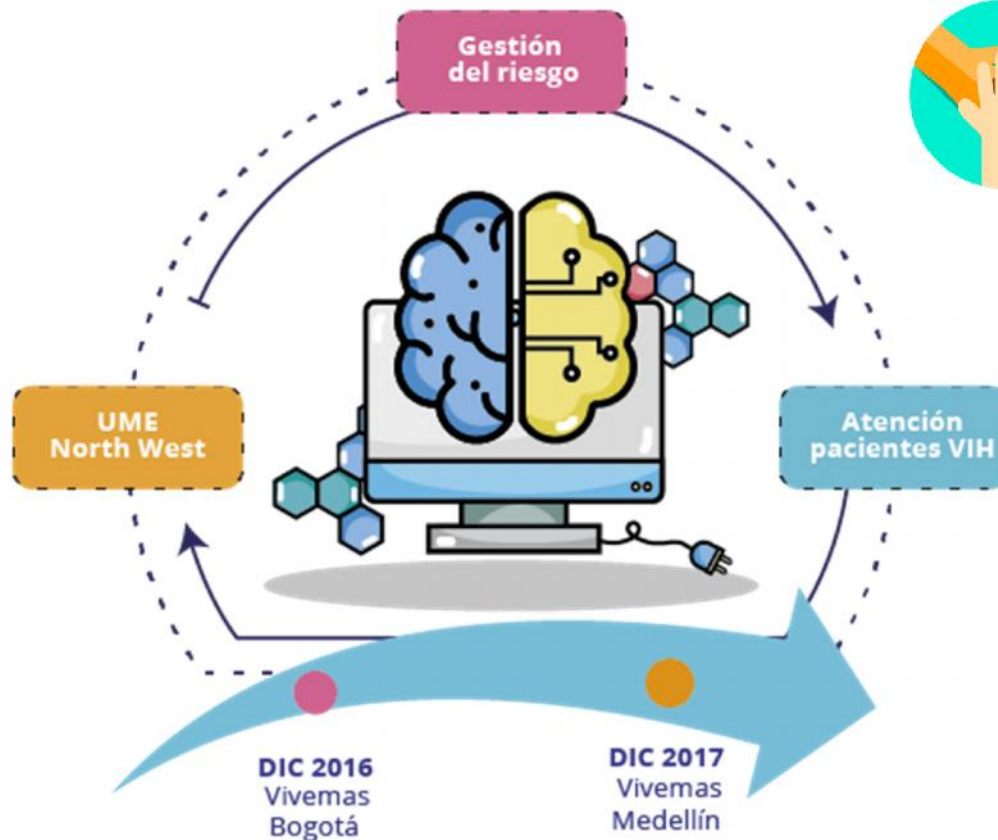 Gestión
del riesgo
UME
North West
Atención
pacientes VIH
DIC 2016
Vivemas
Bogotá
DIC 2017
Vivemas
Medellín